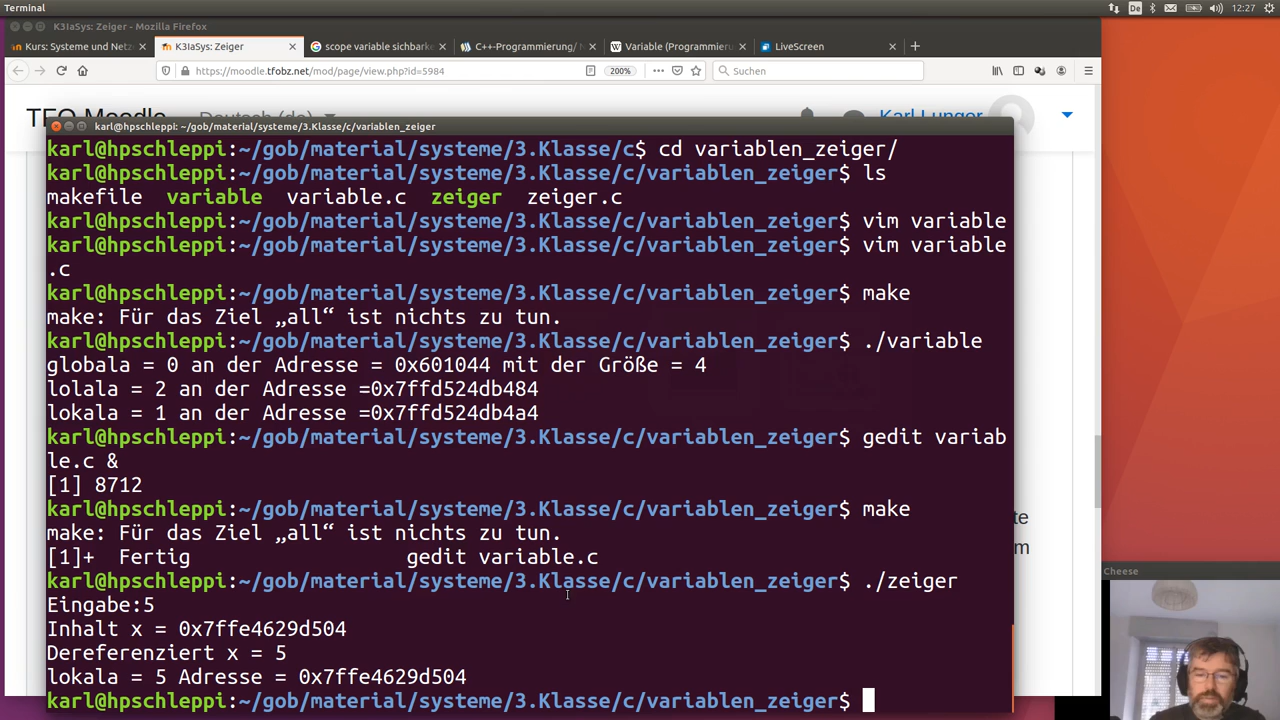 Terminal
De
12:27
K3IaSys: Zeiger - Mozilla Firefox
Kurs: Systeme und Netz
K3IaSys: Zeiger
scope variable sichtbarke
C++-Programmierung/ N
Variable (Programmieru
LiveScreen
https://moodle.tfobz.net/mod/page/view.php?id=5984
200%
Suchen
TFO Moodle
Deutsch (de)
Karl Lunger
karl@hpschleppi: ~/gob/material/systeme/3.Klasse/c/variablen_zeiger
karl@hpschleppi:~/gob/material/systeme/3.Klasse/c$ cd variablen_zeiger/
karl@hpschleppi:~/gob/material/systeme/3.Klasse/c/variablen_zeiger$ ls
makefile variable variable.c zeiger zeiger.c
karl@hpschleppi:~/gob/material/systeme/3.Klasse/c/variablen_zeiger$ vim variable
karl@hpschleppi:~/gob/material/systeme/3.Klasse/c/variablen_zeiger$ vim variable
.c
karl@hpschleppi:~/gob/material/systeme/3.Klasse/c/variablen_zeiger$ make
make: Für das Ziel „all“ ist nichts zu tun.
karl@hpschleppi:~/gob/material/systeme/3.Klasse/c/variablen_zeiger$ ./variable
globala = 0 an der Adresse = 0x601044 mit der Größe = 4
lolala = 2 an der Adresse =0x7ffd524db484
lokala = 1 an der Adresse =0x7ffd524db4a4
karl@hpschleppi:~/gob/material/systeme/3.Klasse/c/variablen_zeiger$ gedit variab
le.c &
[1] 8712
karl@hpschleppi:~/gob/material/systeme/3.Klasse/c/variablen_zeiger$ make
make: Für das Ziel „all“ ist nichts zu tun.
[1]+ Fertig gedit variable.c
karl@hpschleppi:~/gob/material/systeme/3.Klasse/c/variablen_zeiger$ ./zeiger
Eingabe:5
Inhalt x = 0x7ffe4629d504
Dereferenziert x = 5
lokala = 5 Adresse = 0x7ffe4629d504
karl@hpschleppi:~/gob/material/systeme/3.Klasse/c/variablen_zeiger$
te
m
Cheese